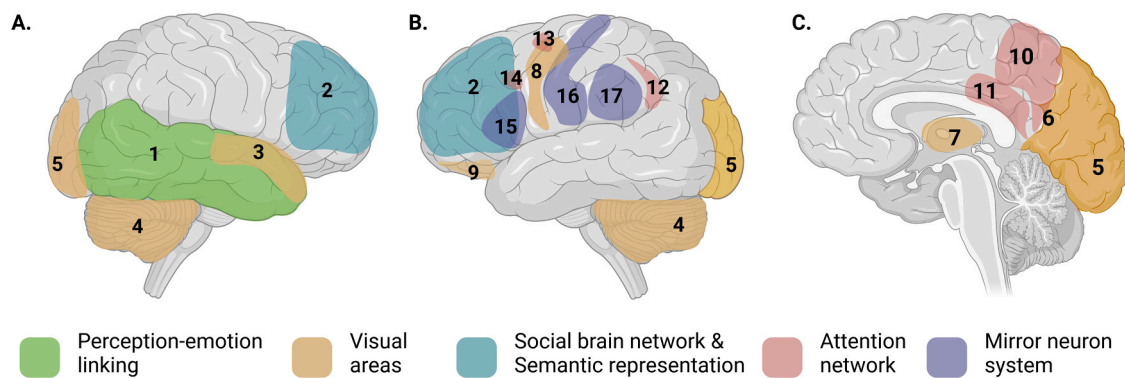 A.
B.
C.
2
1
3
5
4
13
14
8
2
12
16
17
15
9
5
4
10
11
6
7
5
Perception-emotion
linking
Visual
areas
Social brain network &
Semantic representation
Attention
network
Mirror neuron
system